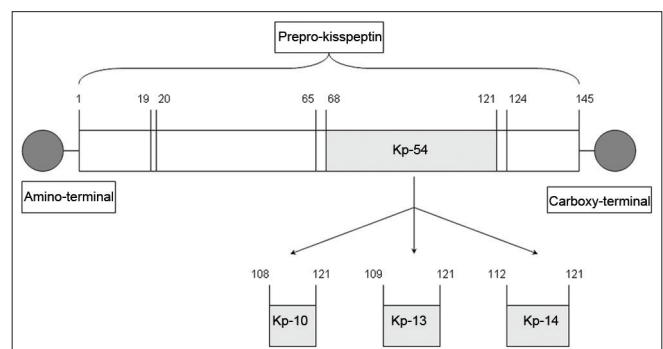 Prepro-kisspeptin
1 19 20 65 68 121 124 145
Kp-54
Amino-terminal Carboxy-terminal
108 121 109 121 112 121
Kp-10 Kp-13 Kp-14